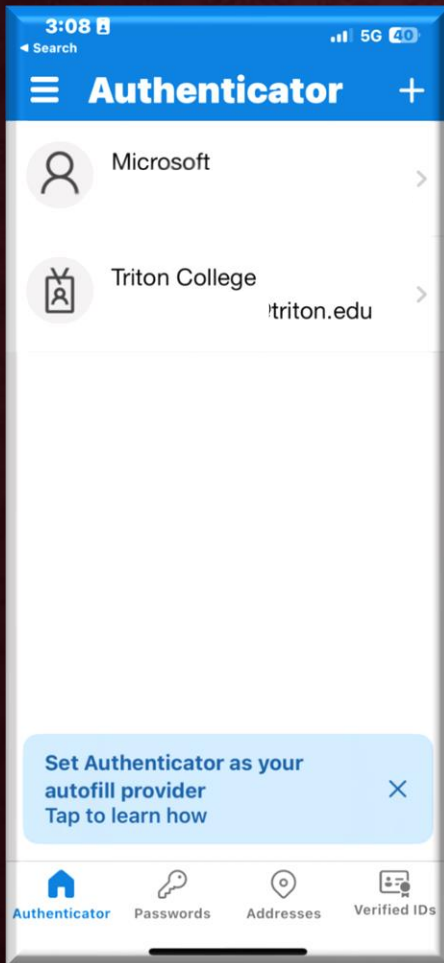 3:08
5G 40
Search
Authenticator
Microsoft
Triton College
triton.edu
Set Authenticator as your
autofill provider
Tap to learn how
Authenticator Passwords Addresses Verified IDs